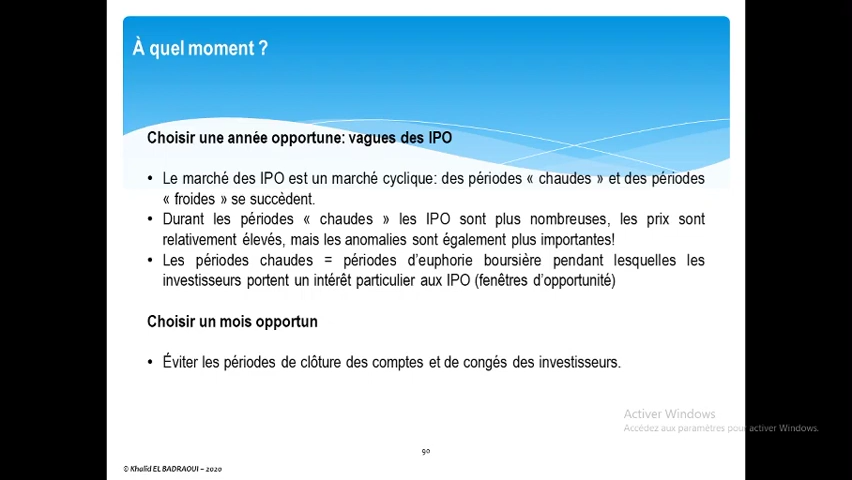 À quel moment ?
Choisir une année opportune: vagues des IPO
• Le marché des IPO est un marché cyclique: des périodes « chaudes » et des périodes
« froides » se succèdent.
• Durant les périodes « chaudes » les IPO sont plus nombreuses, les prix sont
relativement élevés, mais les anomalies sont également plus importantes!
• Les périodes chaudes = périodes d'euphorie boursière pendant lesquelles les
investisseurs portent un intérêt particulier aux IPO (fenêtres d'opportunité)
Choisir un mois opportun
• Éviter les périodes de clôture des comptes et de congés des investisseurs.
Activer Windows
Accédez aux paramètres pour activer Windows.
90
© Khalid EL BADRAOUI – 2020